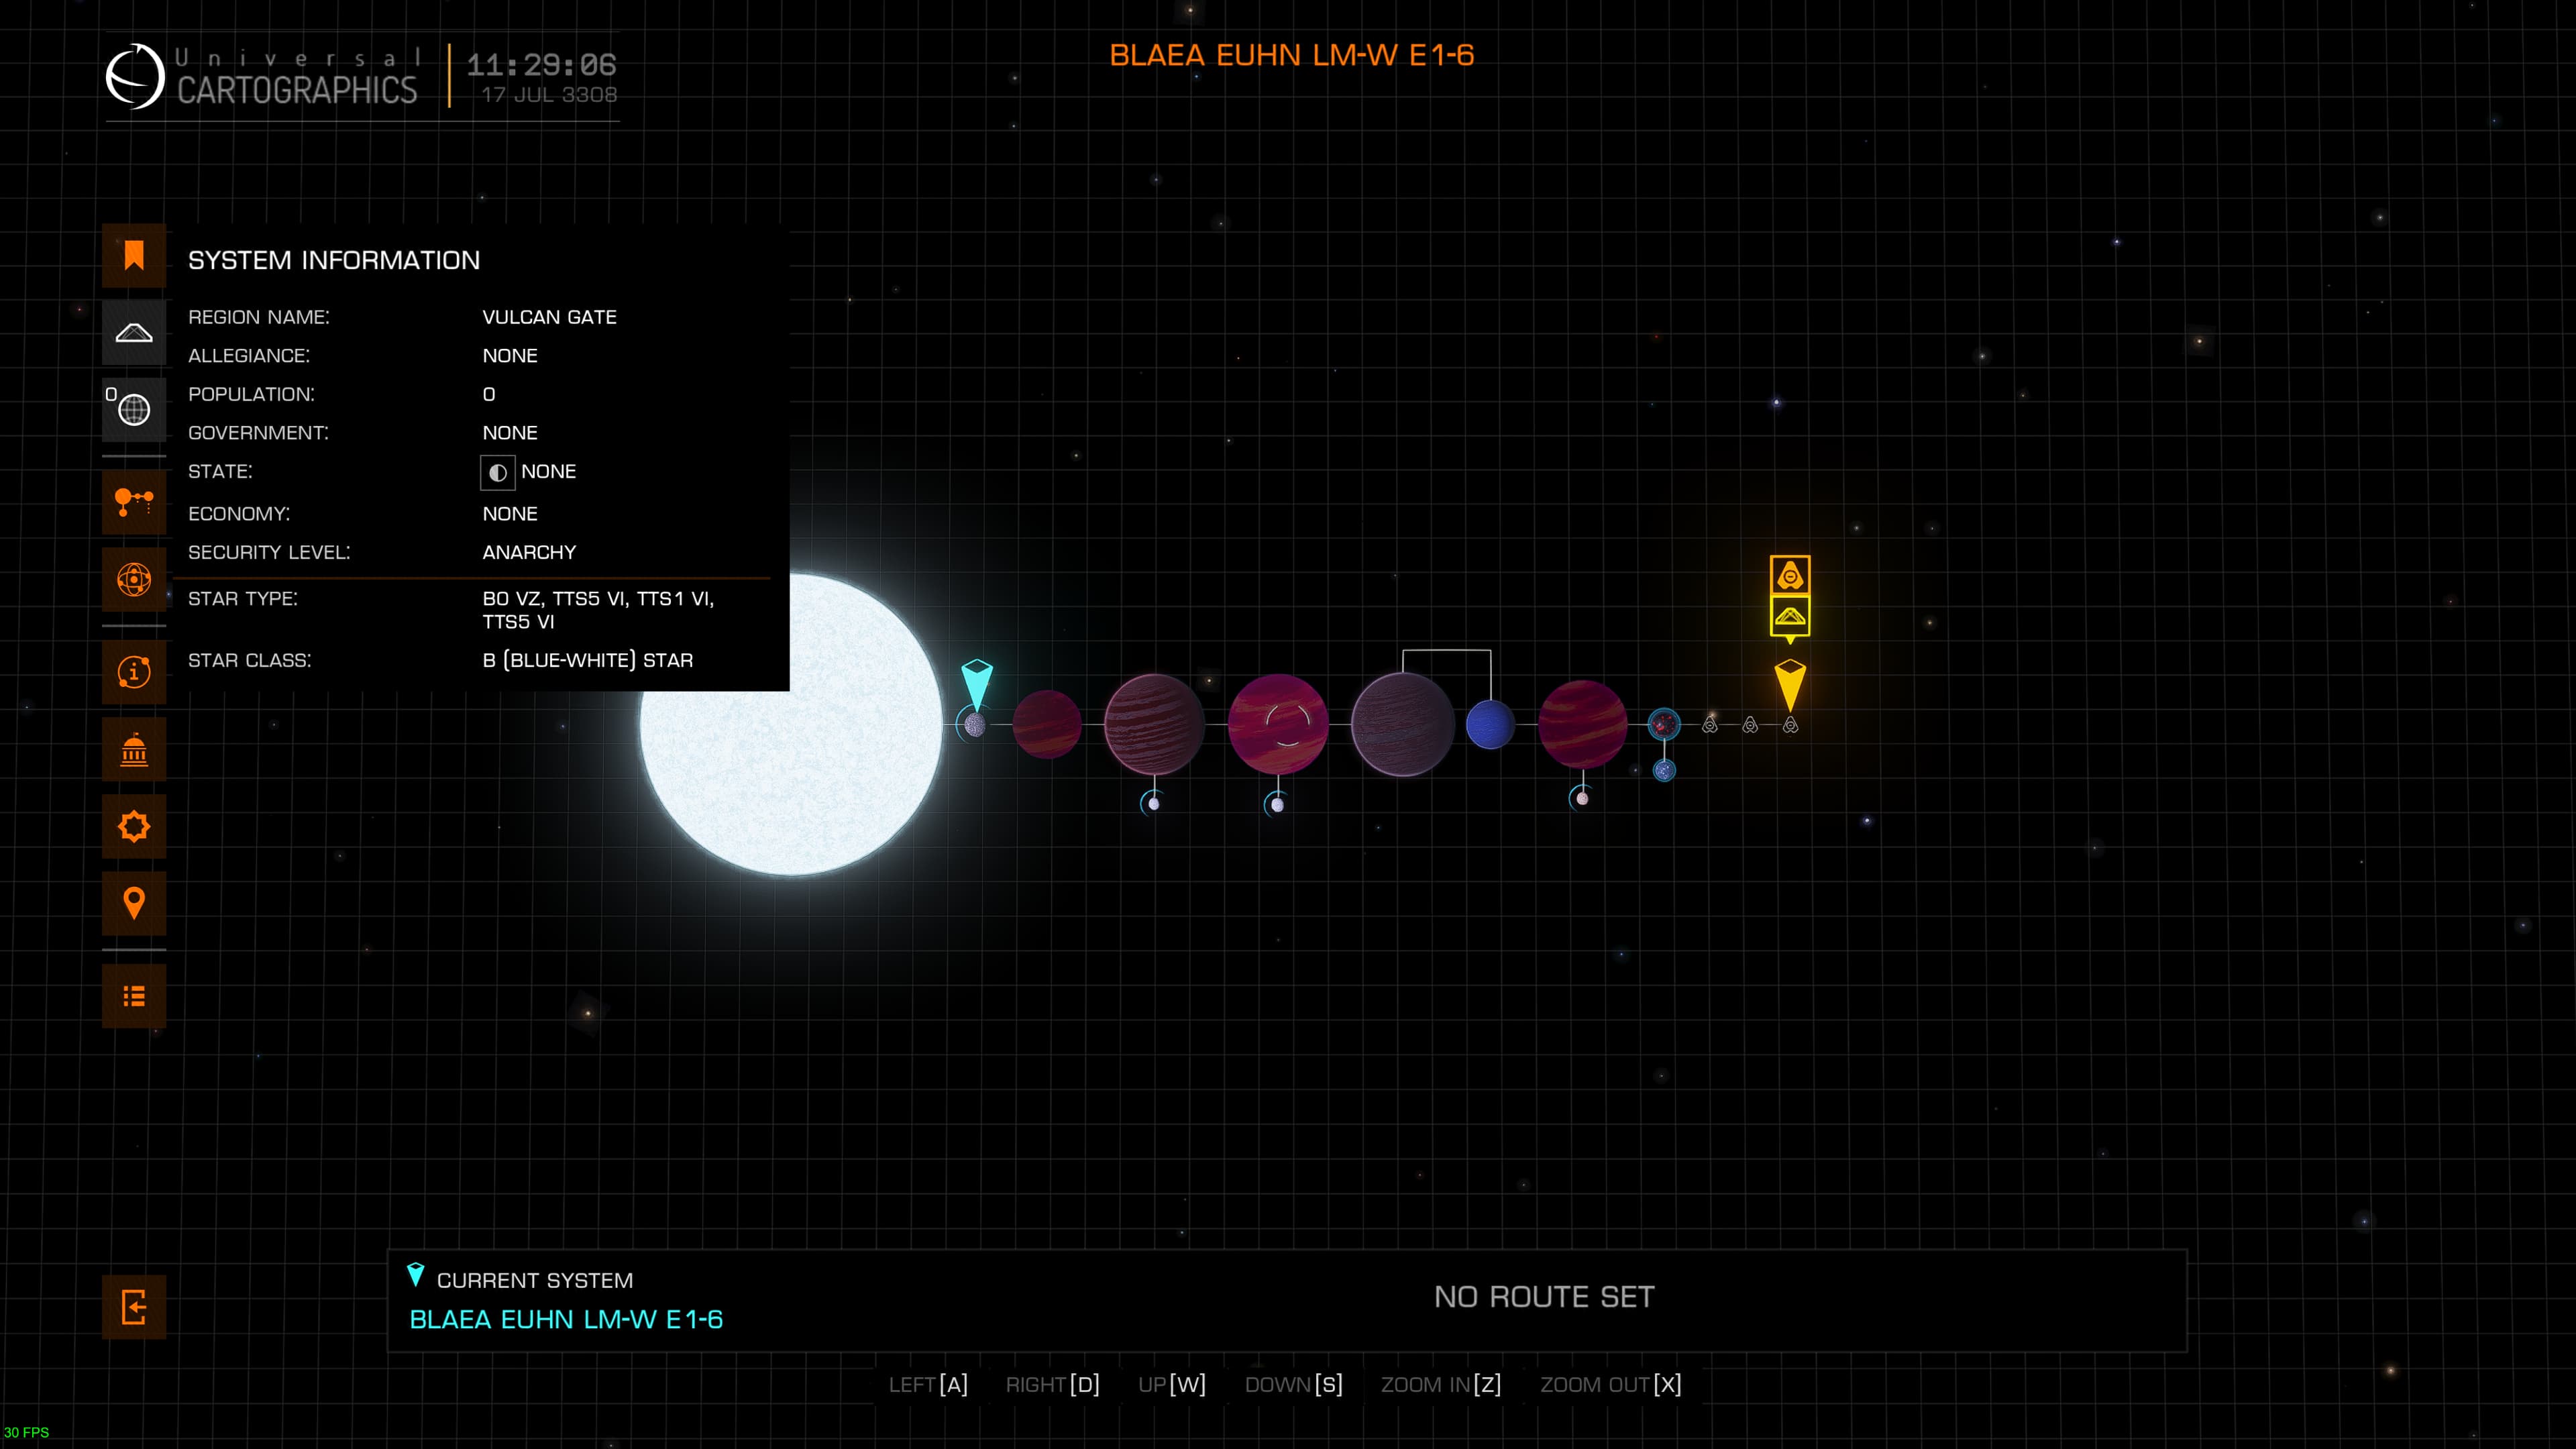 Universal
CARTOGRAPHICS
11:29:06
17 JUL 3308
BLAEA EUHN LM-W E1-6
SYSTEM INFORMATION
REGION NAME: VULCAN GATE
ALLEGIANCE: NONE
POPULATION: 0
GOVERNMENT: NONE
STATE: NONE
ECONOMY: NONE
SECURITY LEVEL: ANARCHY
STAR TYPE: B0 VZ, TTS5 VI, TTS1 VI,
TTS5 VI
STAR CLASS: B (BLUE-WHITE) STAR
0
CURRENT SYSTEM
BLAEA EUHN LM-W E1-6
NO ROUTE SET
LEFT[A] RIGHT[D] UP[W] DOWN[S] ZOOM IN[Z] ZOOM OUT[X]
30 FPS